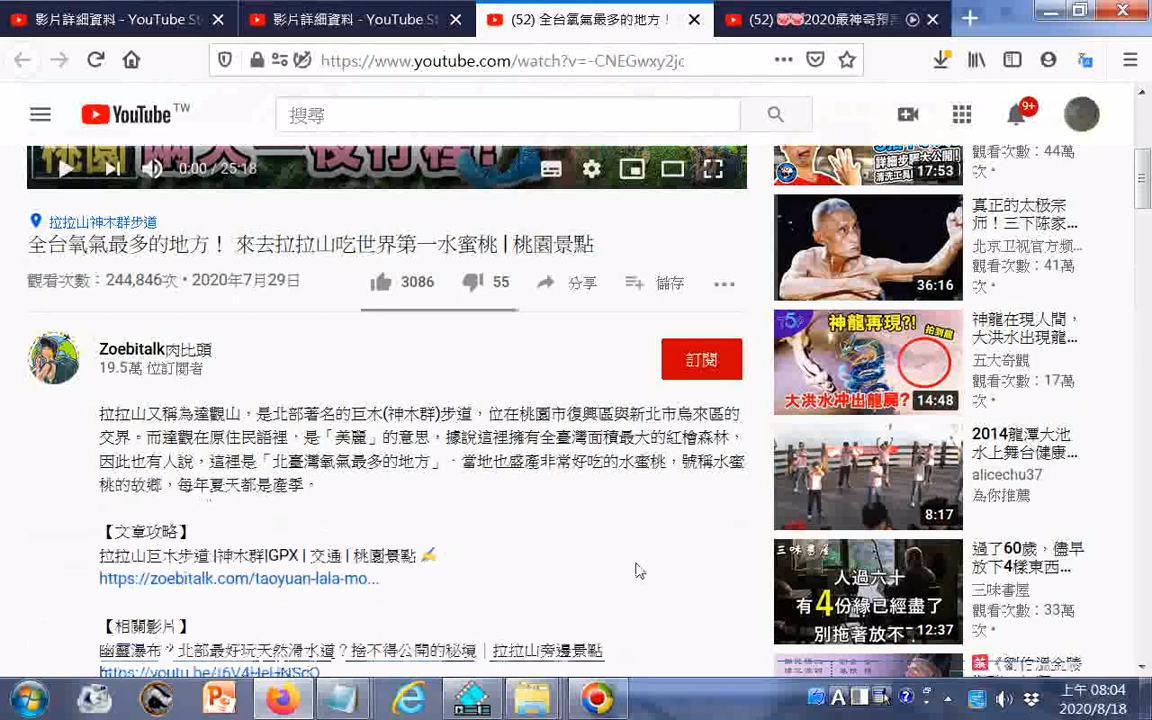 影片詳細資料 - YouTube St
影片詳細資料 - YouTube St
(52) 全台氧氣最多的地方！
(52) 2020最神奇預言
https://www.youtube.com/watch?v=-CNEGwxy2jc
YouTube TW
搜尋
9+
0:00 / 25:18
拉拉山神木群步道
全台氧氣最多的地方！ 來去拉拉山吃世界第一水蜜桃 | 桃園景點
觀看次數：244,846次 • 2020年7月29日
3086
55
分享
儲存
Zoebitalk肉比頭
19.5萬 位訂閱者
訂閱
拉拉山又稱為達觀山，是北部著名的巨木(神木群)步道，位在桃園市復興區與新北市烏來區的
交界。而達觀在原住民語裡，是「美麗」的意思，據說這裡擁有全臺灣面積最大的紅檜森林，
因此也有人說，這裡是「北臺灣氧氣最多的地方」。當地也盛產非常好吃的水蜜桃，號稱水蜜
桃的故鄉，每年夏天都是產季。
【文章攻略】
拉拉山巨木步道|神木群|GPX | 交通 | 桃園景點✍
https://zoebitalk.com/taoyuan-lala-mo...
【相關影片】
幽靈瀑布？北部最好玩天然滑水道？捨不得公開的秘境｜拉拉山旁邊景點
詳細步驟大公開!
17:53
觀看次數：44萬
次 •
真正的太极宗
师！三下陈家...
北京卫视官方频...
觀看次數：41萬
次 •
36:16
神龍再現?!
拍到龍
大洪水冲出龍屍?
14:48
神龍在現人間，
大洪水出現龍...
五大奇觀
觀看次數：17萬
次 •
8:17
2014龍潭大池
水上舞台健康...
alicechu37
為你推薦
三味書屋
人過六十
有4份緣已經盡了
別拖著放不
12:37
過了60歲，儘早
放下4樣東西...
三味書屋
觀看次數：33萬
次 •
上午 08:04
2020/8/18